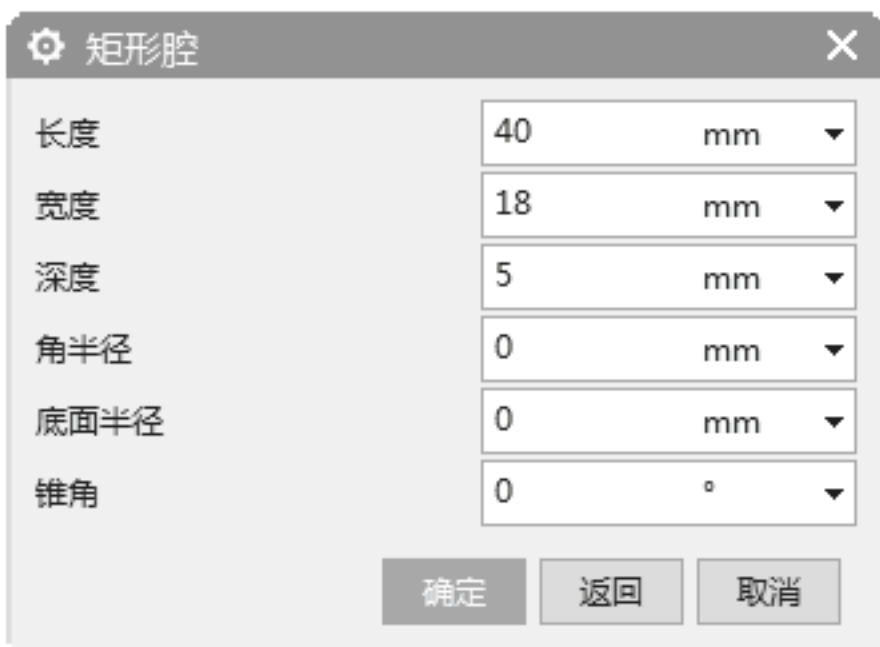 矩形腔
长度 40 mm
宽度 18 mm
深度 5 mm
角半径 0 mm
底面半径 0 mm
锥角 0 °
确定 返回 取消